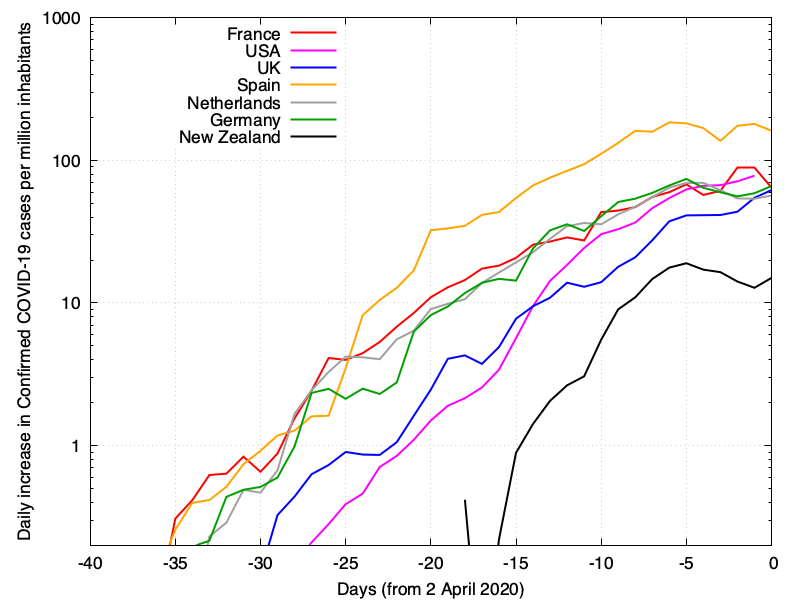 Daily increase in Confirmed COVID-19 cases per million inhabitants
1000
100
10
1
France
USA
UK
Spain
Netherlands
Germany
New Zealand
-40 -35 -30 -25 -20 -15 -10 -5 0
Days (from 2 April 2020)